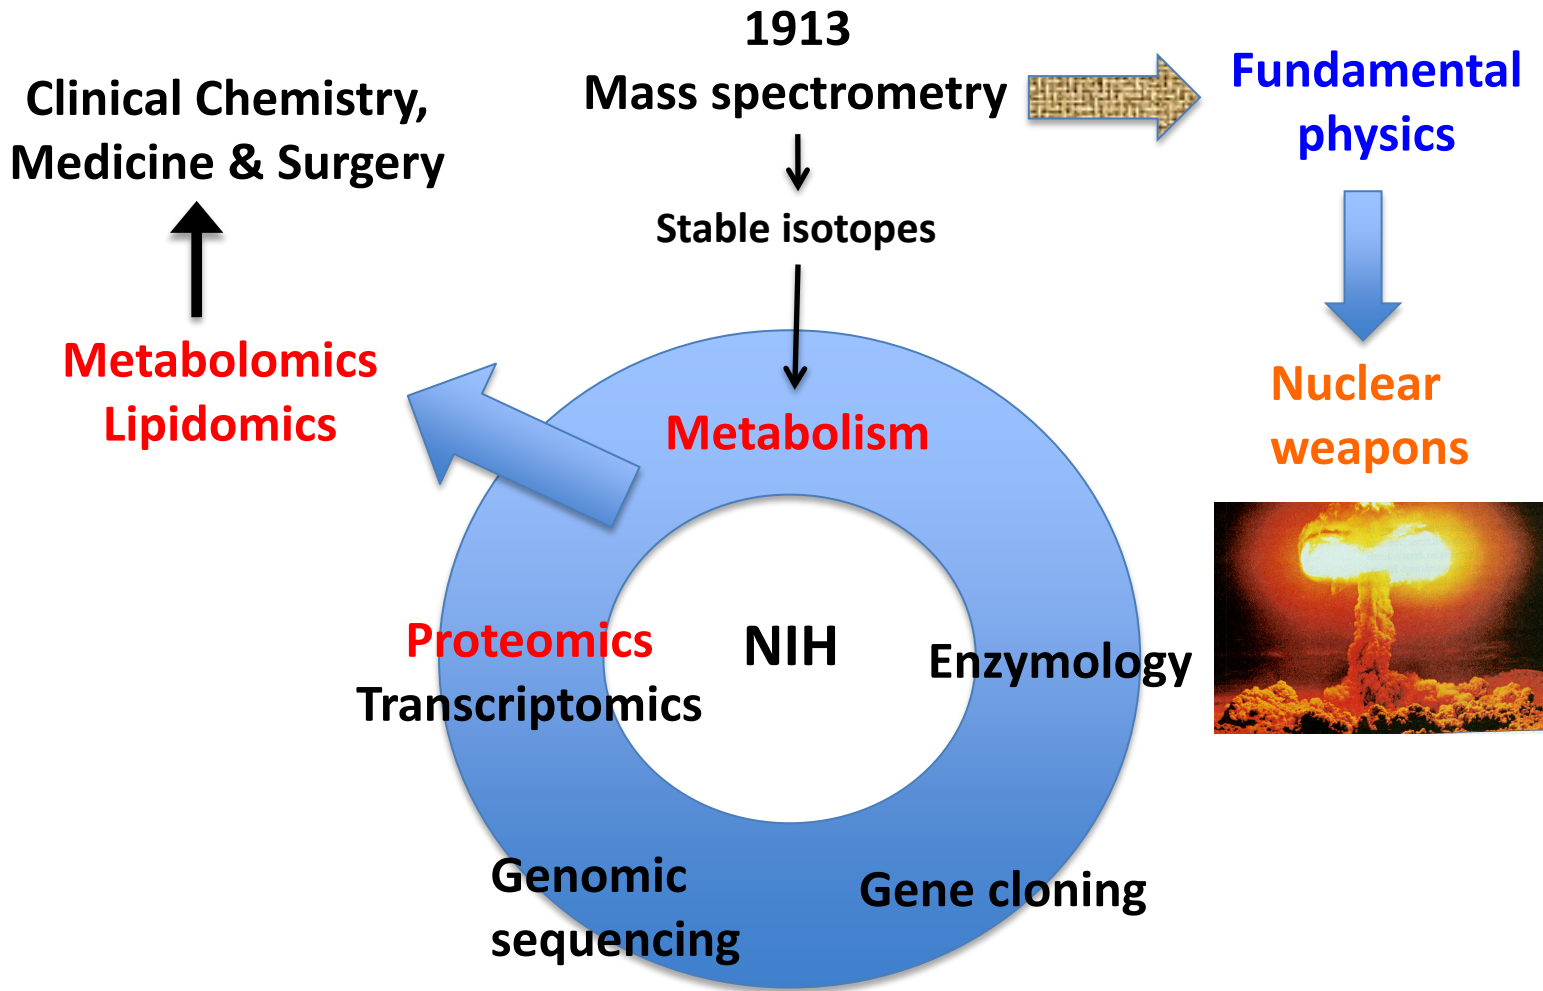 1913
Mass spectrometry
Fundamental
physics
Clinical Chemistry,
Medicine & Surgery
Stable isotopes
Metabolomics
Lipidomics
Nuclear
weapons
Metabolism
Proteomics
Transcriptomics
NIH
Enzymology
Genomic
sequencing
Gene cloning